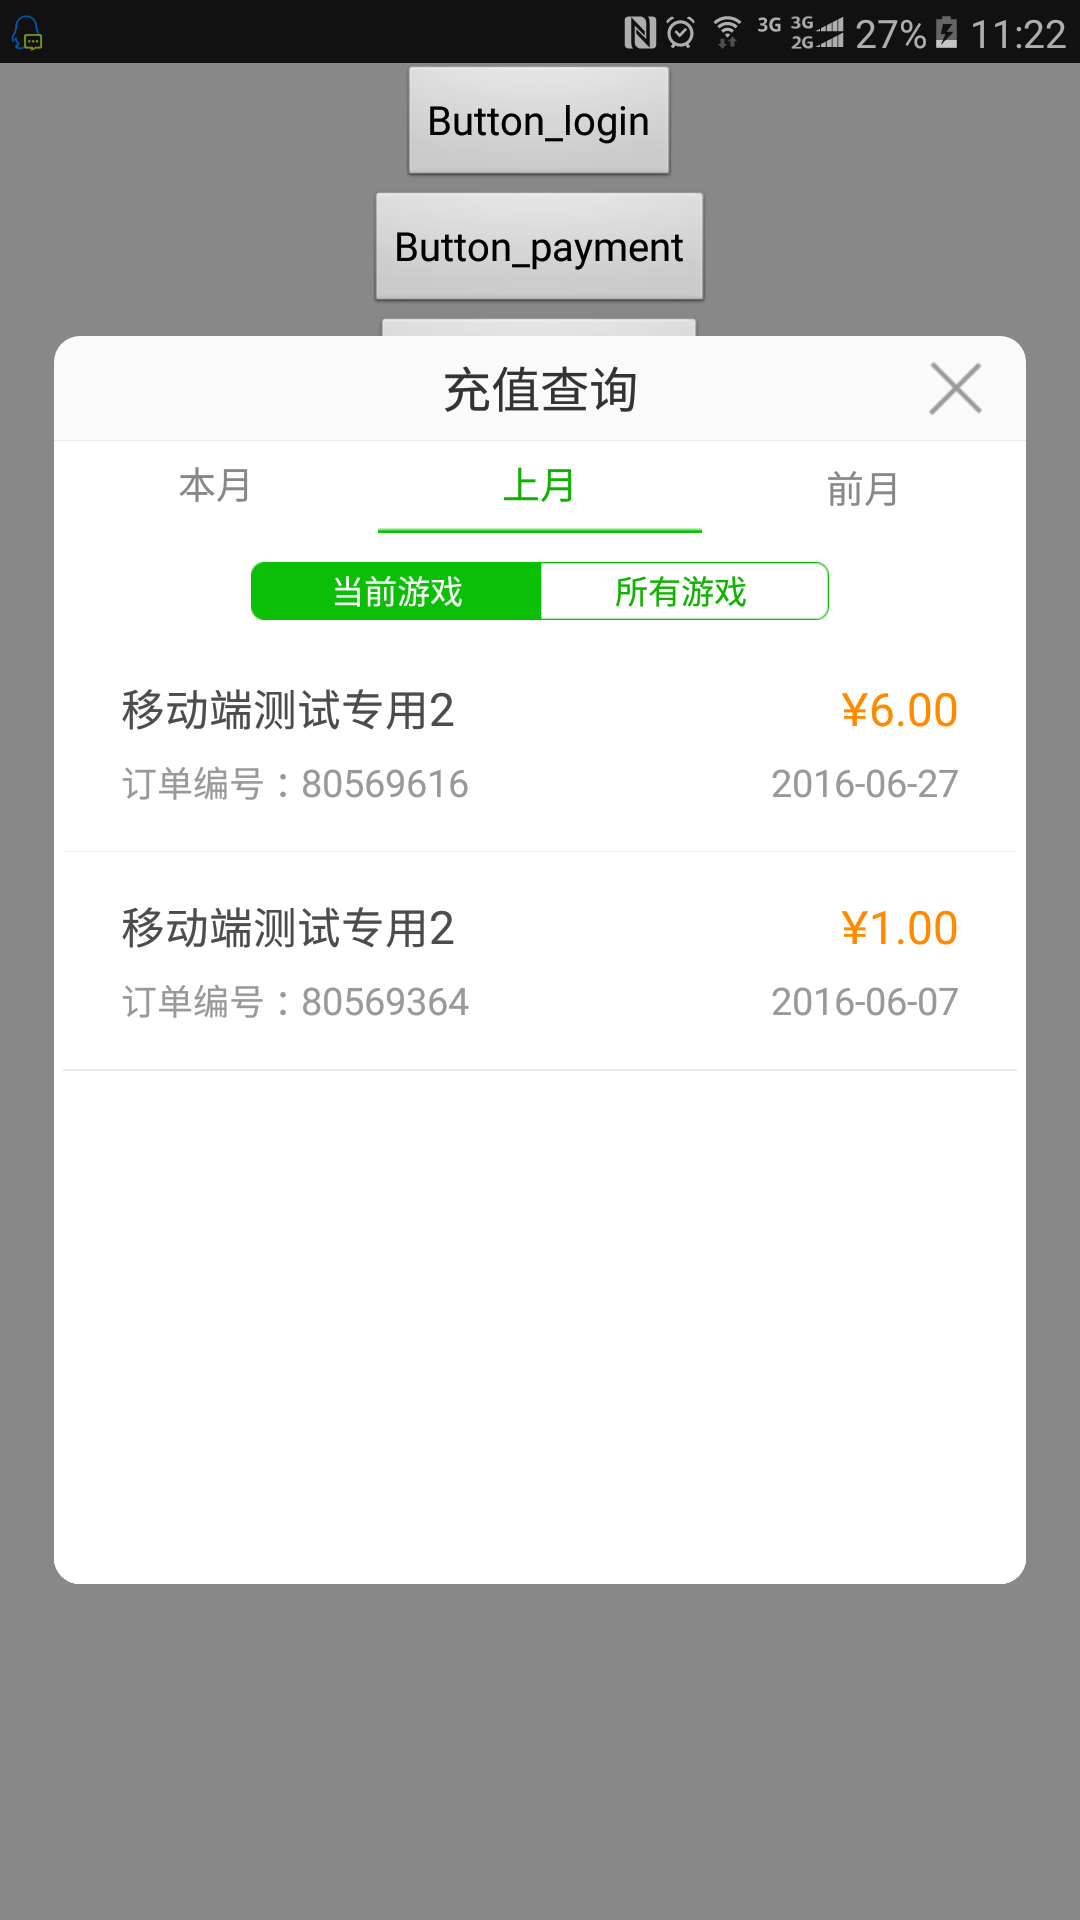 3G 3G 2G 27% 11:22
Button_login
Button_payment
充值查询
本月 上月 前月
当前游戏 所有游戏
移动端测试专用2 ¥6.00
订单编号：80569616 2016-06-27
移动端测试专用2 ¥1.00
订单编号：80569364 2016-06-07